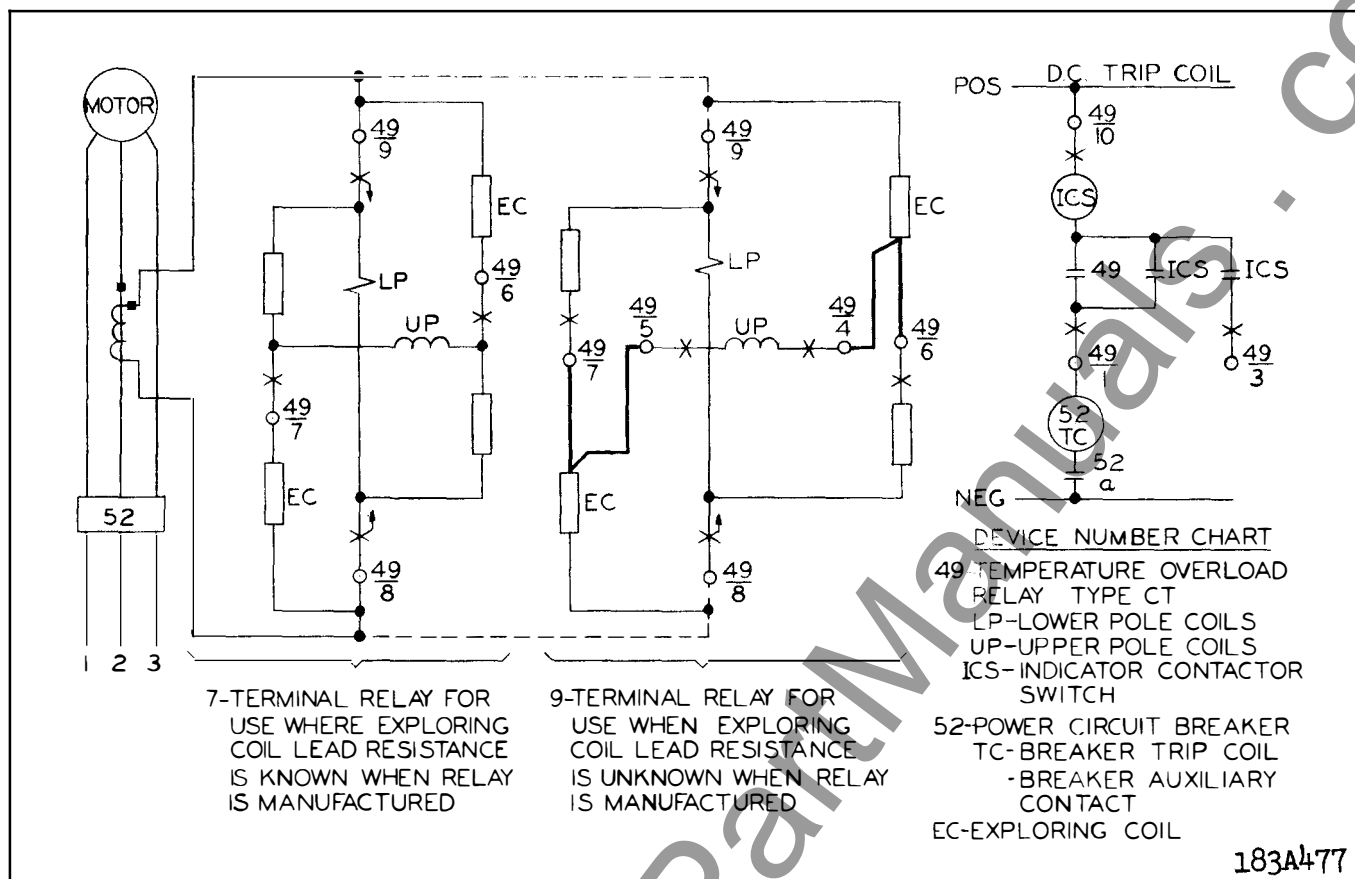 MOTOR
52
1 2 3
49
9
EC
49
6
LP
UP
49
7
EC
49
8
49
9
EC
LP
49
5
UP
49
4
49
6
49
7
EC
49
8
7-TERMINAL RELAY FOR
USE WHERE EXPLORING
COIL LEAD RESISTANCE
IS KNOWN WHEN RELAY
IS MANUFACTURED
9-TERMINAL RELAY FOR
USE WHEN EXPLORING
COIL LEAD RESISTANCE
IS UNKNOWN WHEN RELAY
IS MANUFACTURED
D.C. TRIP COIL
POS
49
10
ICS
49 ICS ICS
49
1
49
3
52
TC
52
a
NEG
DEVICE NUMBER CHART
49-TEMPERATURE OVERLOAD
RELAY TYPE CT
LP-LOWER POLE COILS
UP-UPPER POLE COILS
ICS-INDICATOR CONTACTOR
SWITCH
52-POWER CIRCUIT BREAKER
TC-BREAKER TRIP COIL
-BREAKER AUXILIARY
CONTACT
EC-EXPLORING COIL
183A477
PartManuals . co